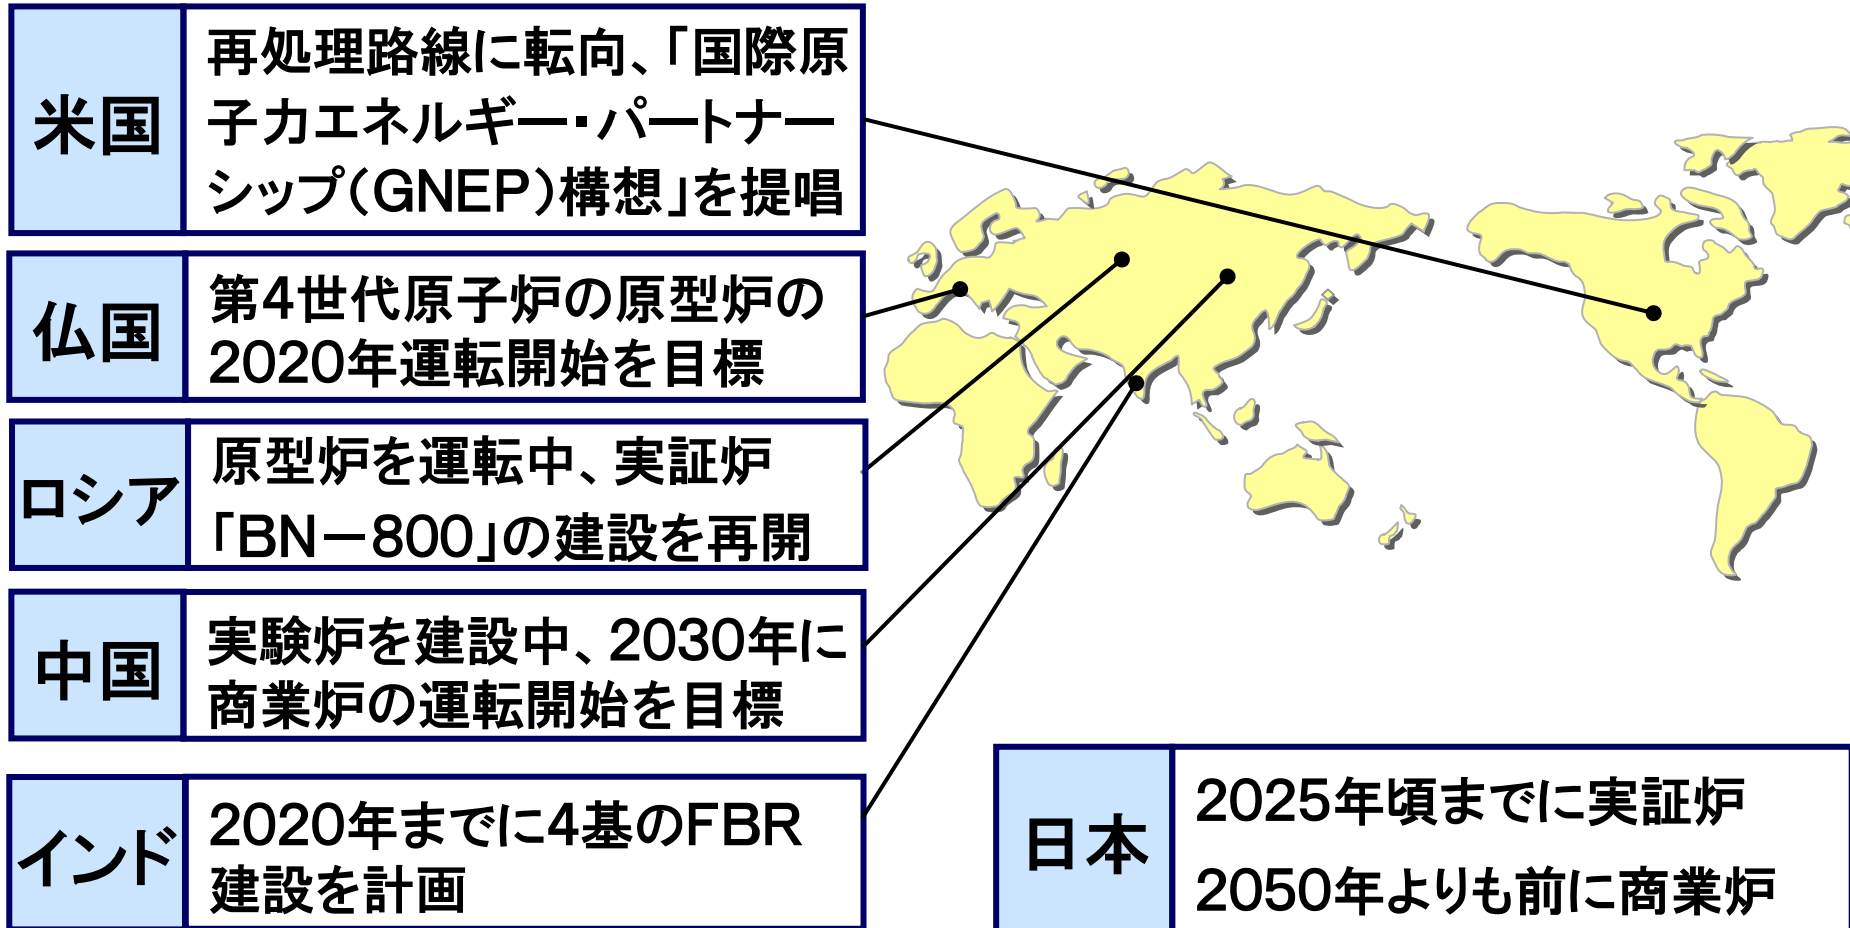 米国
再処理路線に転向、「国際原
子力エネルギー・パートナー
シップ（GNEP）構想」を提唱
仏国
第4世代原子炉の原型炉の
2020年運転開始を目標
ロシア
原型炉を運転中、実証炉
「BN－800」の建設を再開
中国
実験炉を建設中、2030年に
商業炉の運転開始を目標
インド
2020年までに4基のFBR
建設を計画
日本
2025年頃までに実証炉
2050年よりも前に商業炉